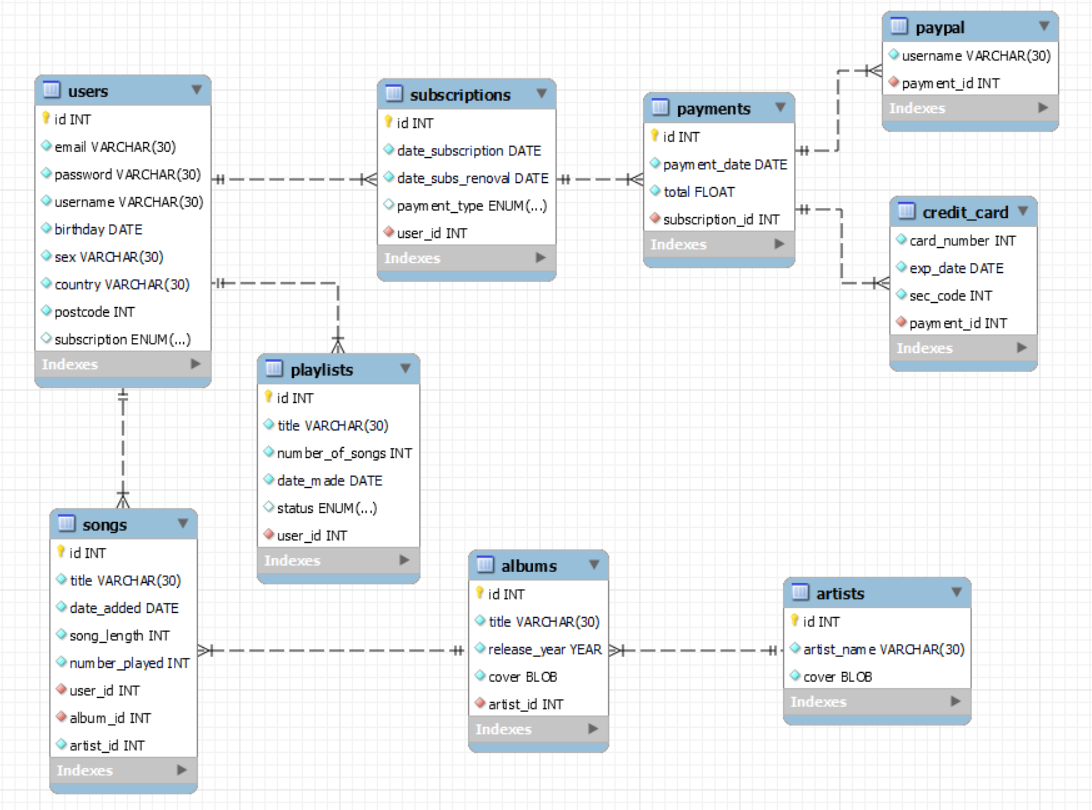 users
id INT
email VARCHAR(30)
password VARCHAR(30)
username VARCHAR(30)
birthday DATE
sex VARCHAR(30)
country VARCHAR(30)
postcode INT
subscription ENUM(...)
Indexes
subscriptions
id INT
date_subscription DATE
date_subs_renoval DATE
payment_type ENUM(...)
user_id INT
Indexes
payments
id INT
payment_date DATE
total FLOAT
subscription_id INT
Indexes
paypal
username VARCHAR(30)
payment_id INT
Indexes
credit_card
card_number INT
exp_date DATE
sec_code INT
payment_id INT
Indexes
playlists
id INT
title VARCHAR(30)
number_of_songs INT
date_made DATE
status ENUM(...)
user_id INT
Indexes
songs
id INT
title VARCHAR(30)
date_added DATE
song_length INT
number_played INT
user_id INT
album_id INT
artist_id INT
Indexes
albums
id INT
title VARCHAR(30)
release_year YEAR
cover BLOB
artist_id INT
Indexes
artists
id INT
artist_name VARCHAR(30)
cover BLOB
Indexes